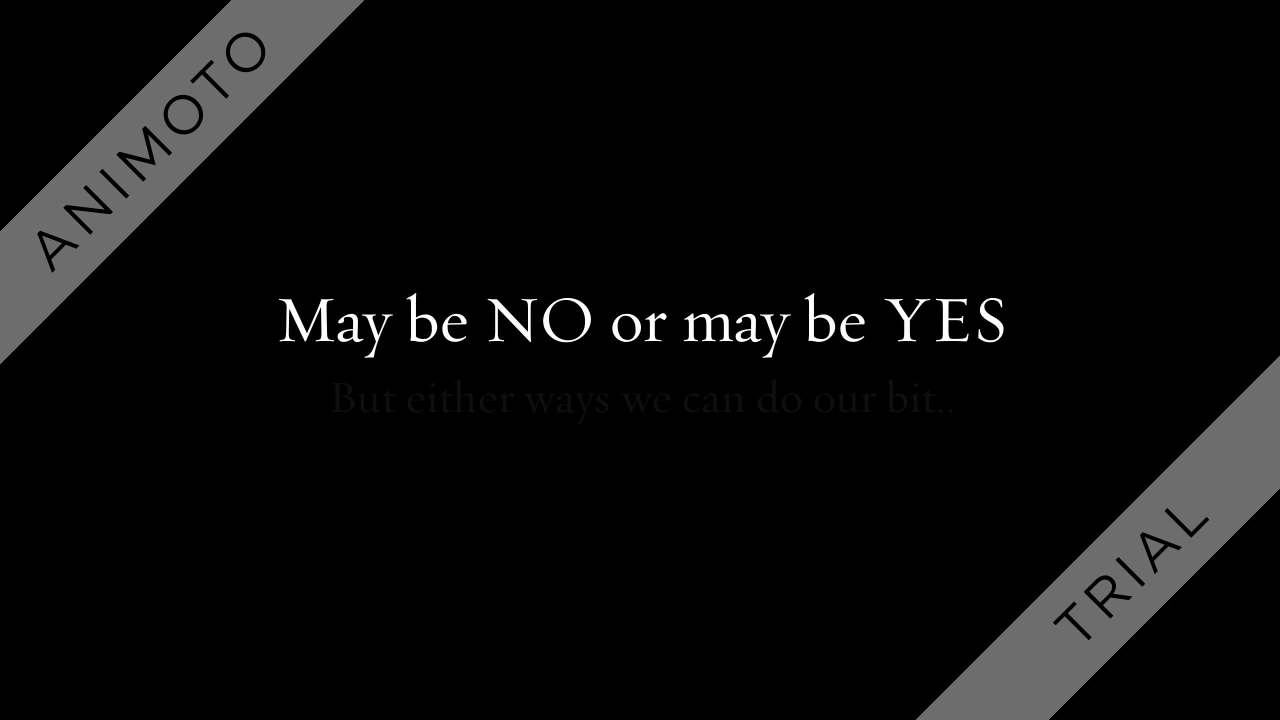 ANIMOTO
May be NO or may be YES
But either ways we can do our bit..
TRIAL